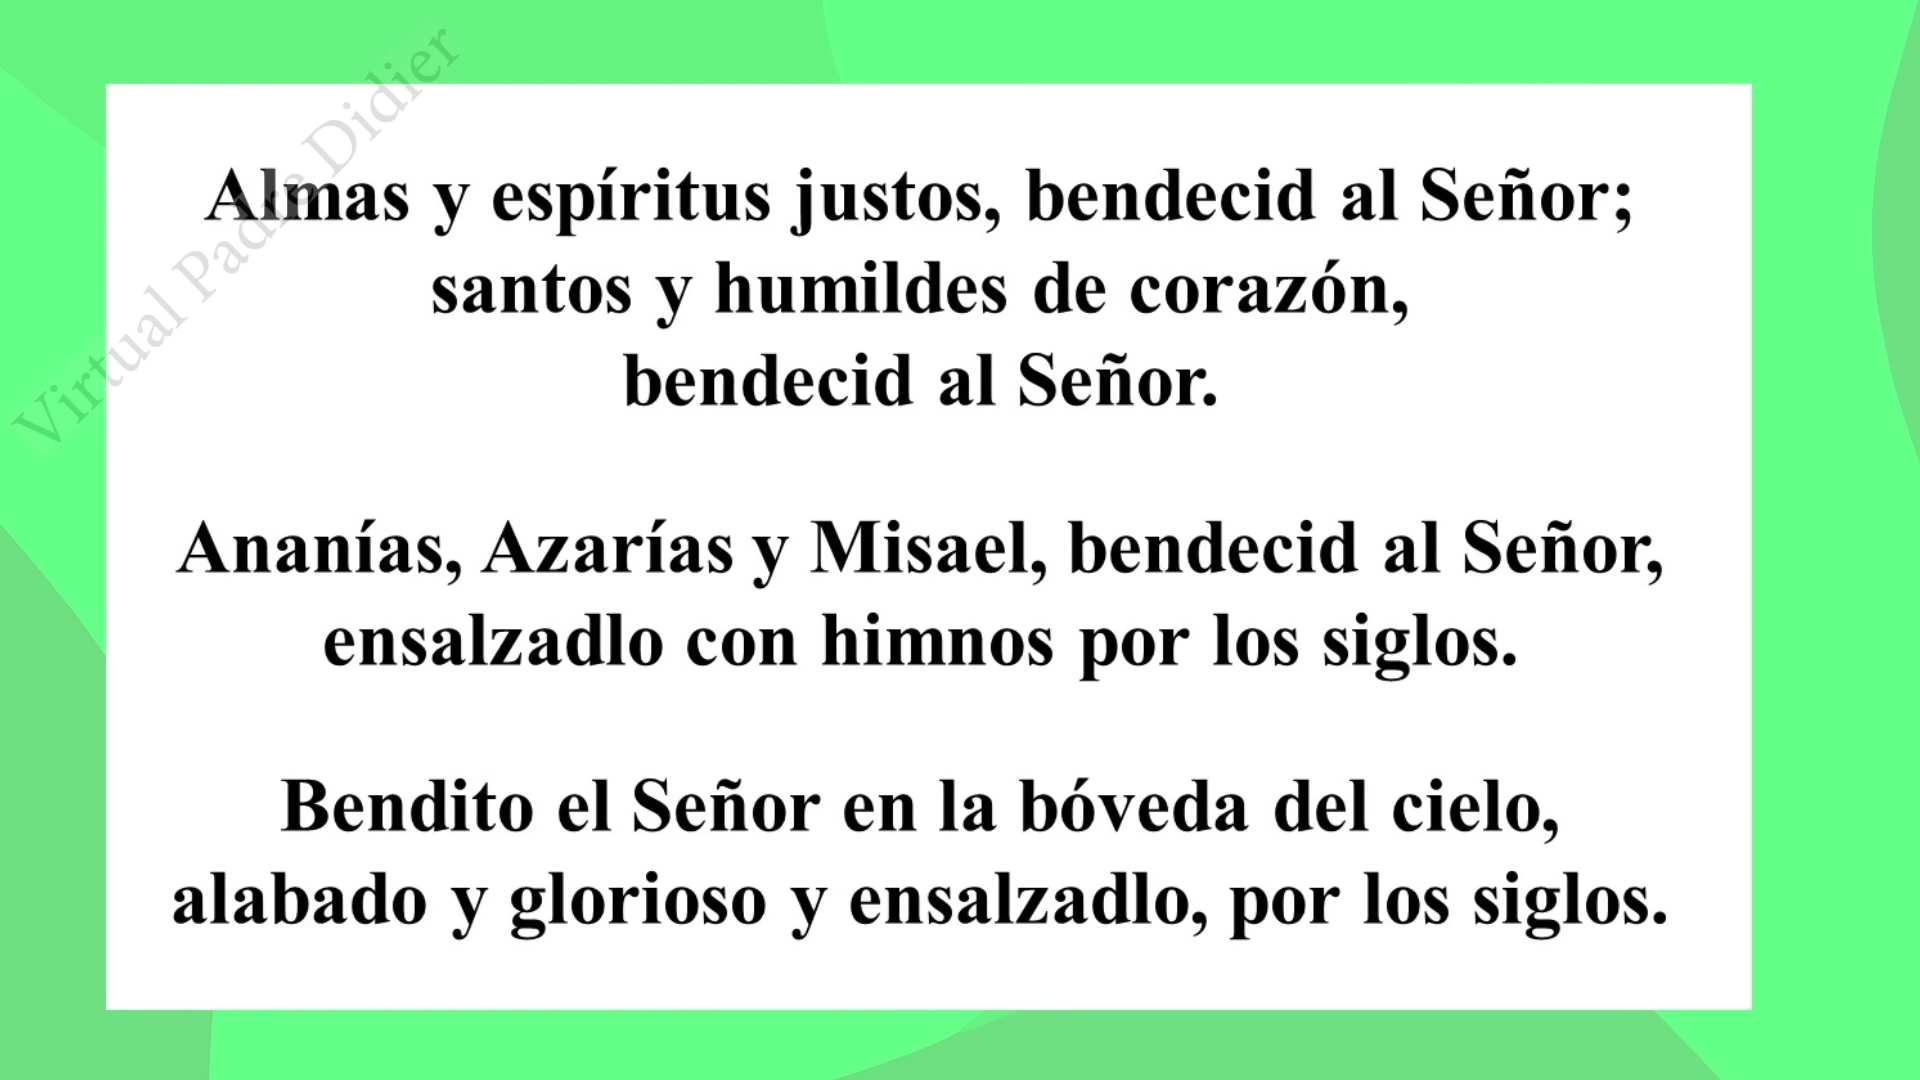 Virtual Padre Didier
Almas y espíritus justos, bendecid al Señor;
santos y humildes de corazón,
bendecid al Señor.
Ananías, Azarías y Misael, bendecid al Señor,
ensalzadlo con himnos por los siglos.
Bendito el Señor en la bóveda del cielo,
alabado y glorioso y ensalzadlo, por los siglos.